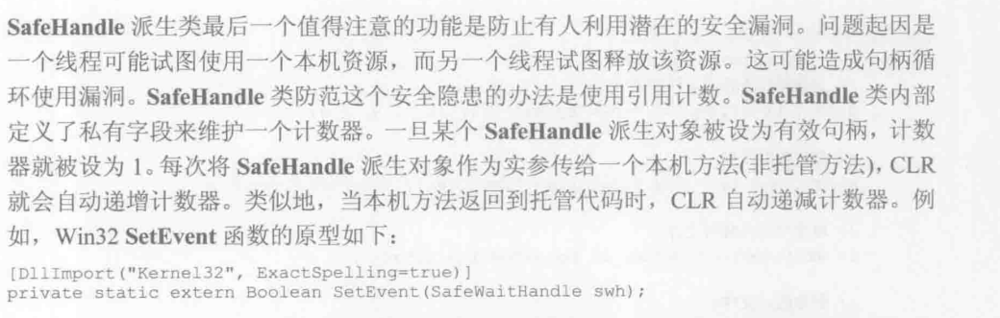 SafeHandle 派生类最后一个值得注意的功能是防止有人利用潜在的安全漏洞。问题起因是
一个线程可能试图使用一个本机资源，而另一个线程试图释放该资源。这可能造成句柄循
环使用漏洞。SafeHandle 类防范这个安全隐患的办法是使用引用计数。SafeHandle 类内部
定义了私有字段来维护一个计数器。一旦某个 SafeHandle 派生对象被设为有效句柄，计数
器就被设为 1。每次将 SafeHandle 派生对象作为实参传给一个本机方法(非托管方法)，CLR
就会自动递增计数器。类似地，当本机方法返回到托管代码时，CLR 自动递减计数器。例
如，Win32 SetEvent 函数的原型如下：
[DllImport("Kernel32", ExactSpelling=true)]
private static extern Boolean SetEvent(SafeWaitHandle swh);